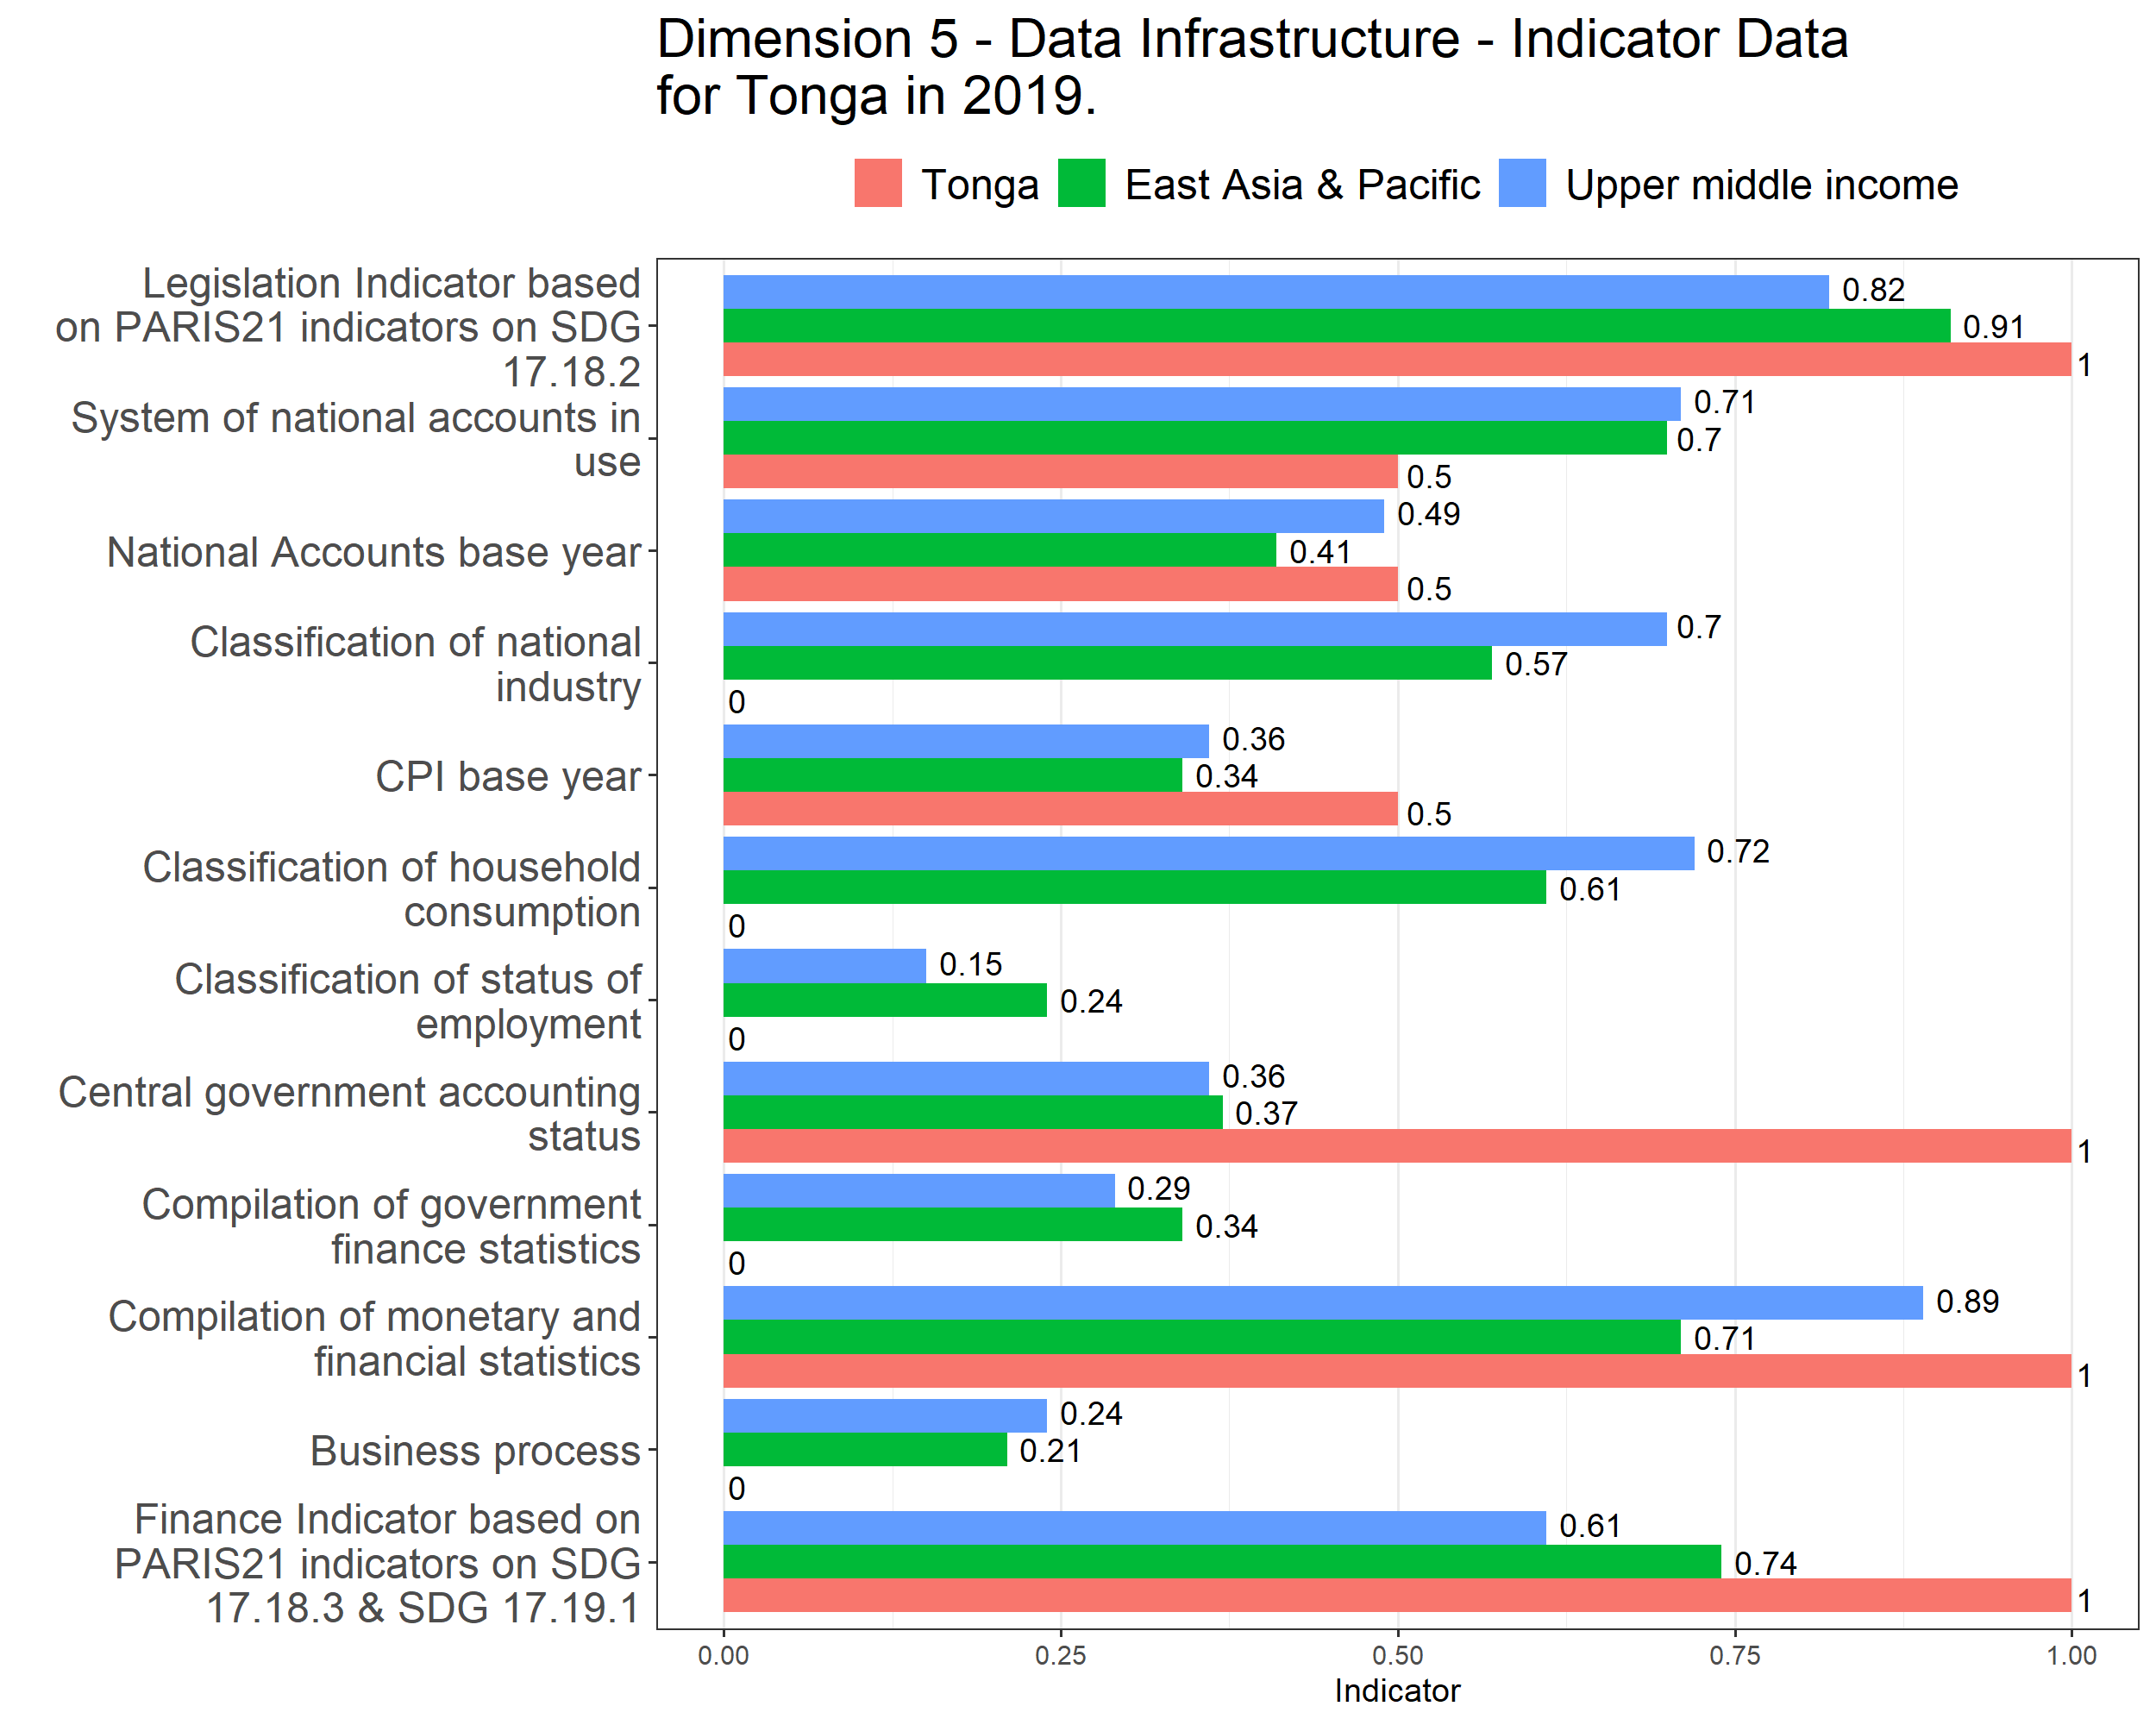 Dimension 5 - Data Infrastructure - Indicator Data
for Tonga in 2019.
Tonga East Asia & Pacific Upper middle income
Legislation Indicator based
on PARIS21 indicators on SDG
17.18.2
0.82
0.91
1
System of national accounts in
use
0.71
0.7
0.5
National Accounts base year
0.49
0.41
0.5
Classification of national
industry
0.7
0.57
0
CPI base year
0.36
0.34
0.5
Classification of household
consumption
0.72
0.61
0
Classification of status of
employment
0.15
0.24
0
Central government accounting
status
0.36
0.37
1
Compilation of government
finance statistics
0.29
0.34
0
Compilation of monetary and
financial statistics
0.89
0.71
1
Business process
0.24
0.21
0
Finance Indicator based on
PARIS21 indicators on SDG
17.18.3 & SDG 17.19.1
0.61
0.74
1
0.00 0.25 0.50 0.75 1.00
Indicator